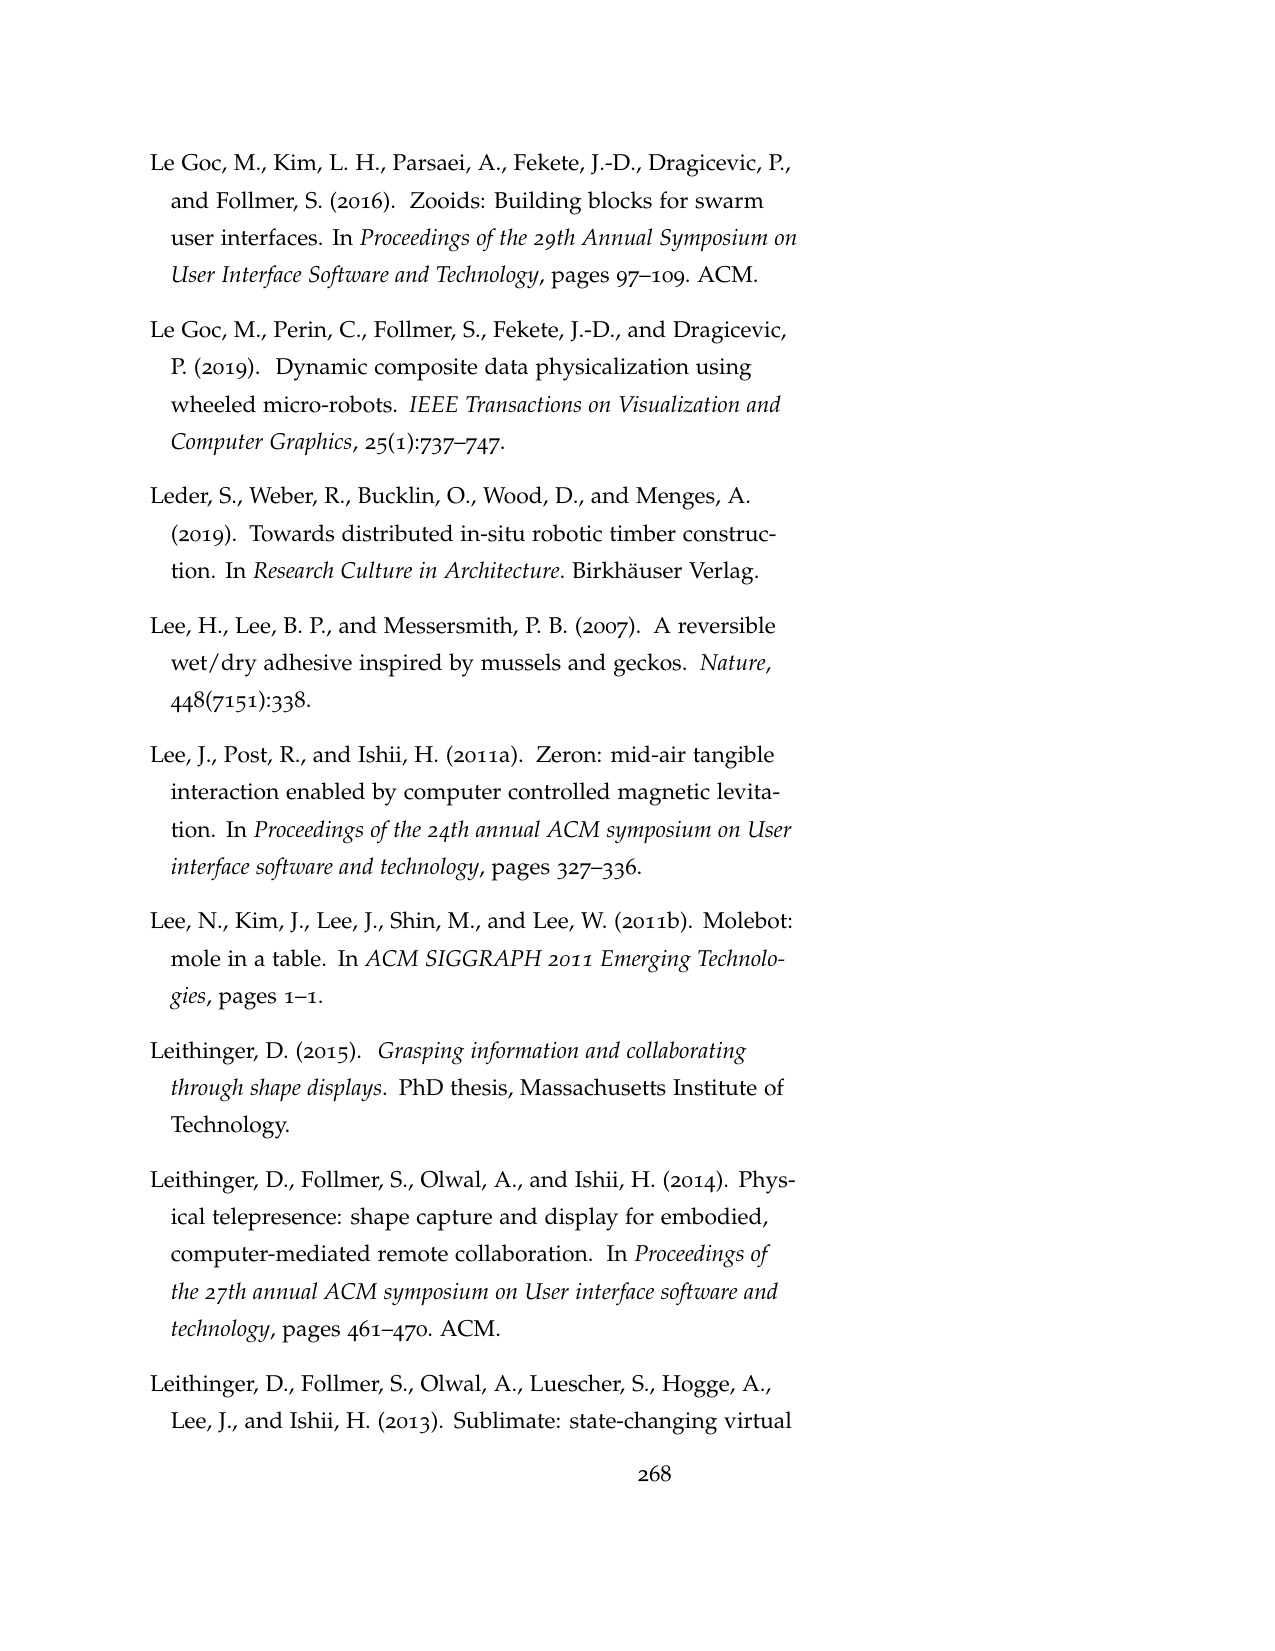 Le Goc, M., Kim, L. H., Parsaei, A., Fekete, J.-D., Dragicevic, P.,
and Follmer, S. (2016). Zooids: Building blocks for swarm
user interfaces. In Proceedings of the 29th Annual Symposium on
User Interface Software and Technology, pages 97–109. ACM.
Le Goc, M., Perin, C., Follmer, S., Fekete, J.-D., and Dragicevic,
P. (2019). Dynamic composite data physicalization using
wheeled micro-robots. IEEE Transactions on Visualization and
Computer Graphics, 25(1):737–747.
Leder, S., Weber, R., Bucklin, O., Wood, D., and Menges, A.
(2019). Towards distributed in-situ robotic timber construc-
tion. In Research Culture in Architecture. Birkhäuser Verlag.
Lee, H., Lee, B. P., and Messersmith, P. B. (2007). A reversible
wet/dry adhesive inspired by mussels and geckos. Nature,
448(7151):338.
Lee, J., Post, R., and Ishii, H. (2011a). Zeron: mid-air tangible
interaction enabled by computer controlled magnetic levita-
tion. In Proceedings of the 24th annual ACM symposium on User
interface software and technology, pages 327–336.
Lee, N., Kim, J., Lee, J., Shin, M., and Lee, W. (2011b). Molebot:
mole in a table. In ACM SIGGRAPH 2011 Emerging Technolo-
gies, pages 1–1.
Leithinger, D. (2015). Grasping information and collaborating
through shape displays. PhD thesis, Massachusetts Institute of
Technology.
Leithinger, D., Follmer, S., Olwal, A., and Ishii, H. (2014). Phys-
ical telepresence: shape capture and display for embodied,
computer-mediated remote collaboration. In Proceedings of
the 27th annual ACM symposium on User interface software and
technology, pages 461–470. ACM.
Leithinger, D., Follmer, S., Olwal, A., Luescher, S., Hogge, A.,
Lee, J., and Ishii, H. (2013). Sublimate: state-changing virtual
268